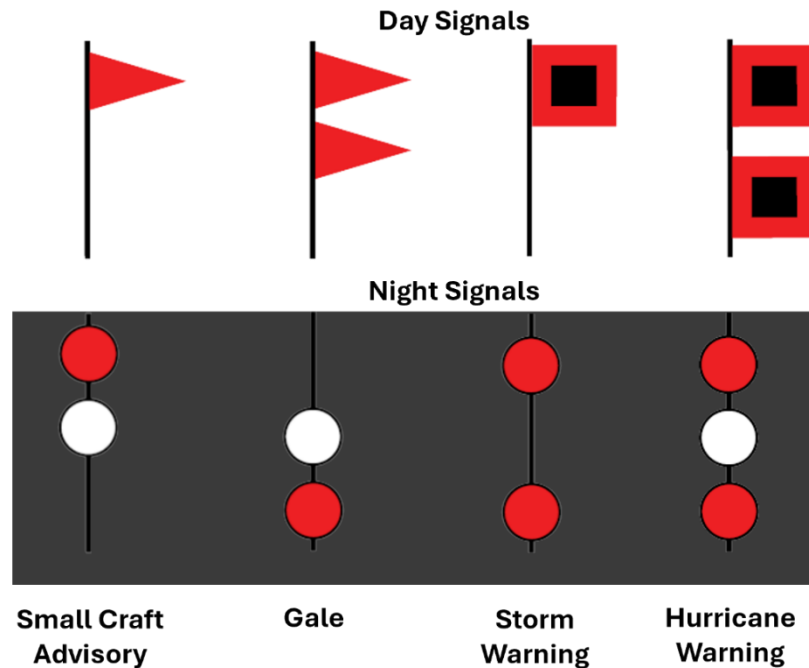 Day Signals
Night Signals
Small Craft
Advisory
Gale
Storm
Warning
Hurricane
Warning